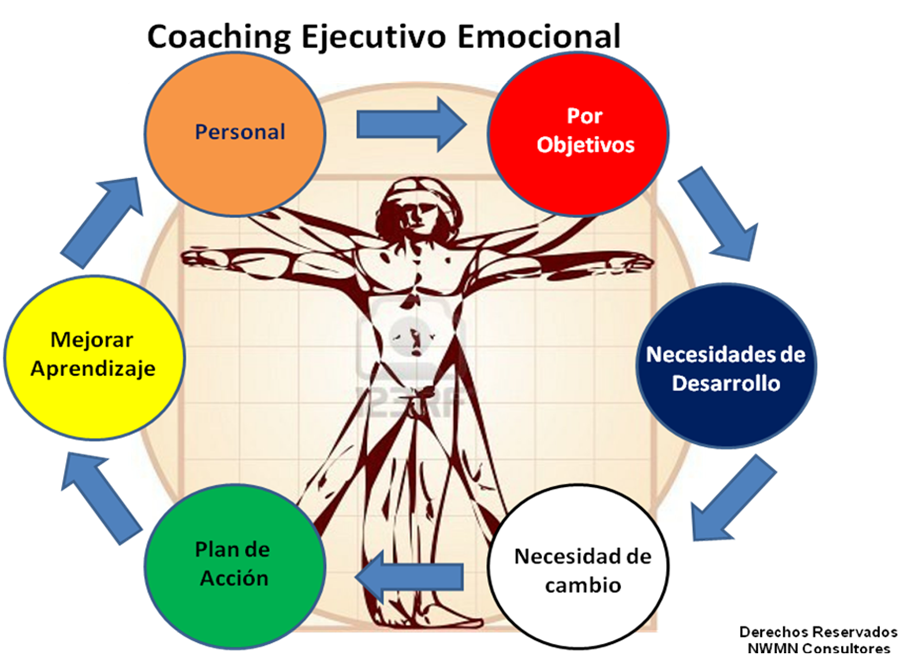 Coaching Ejecutivo Emocional
Personal
Por
Objetivos
Necesidades de
Desarrollo
Necesidad de
cambio
Plan de
Acción
Mejorar
Aprendizaje
123RF
Derechos Reservados
NWMN Consultores